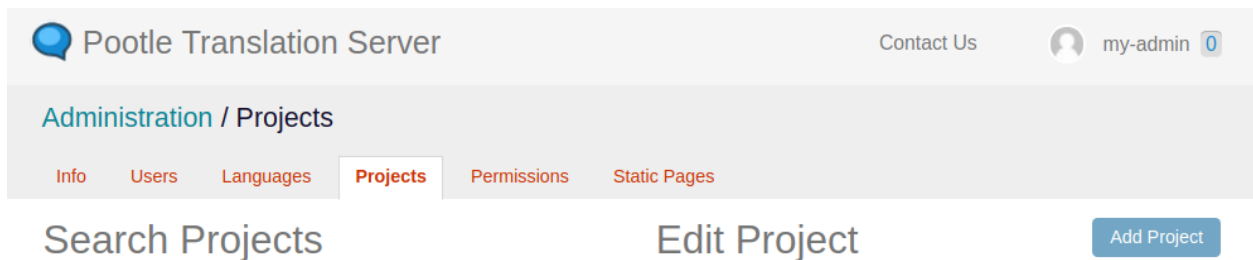 Pootle Translation Server Contact Us my-admin 0
Administration / Projects
Info Users Languages Projects Permissions Static Pages
Search Projects Edit Project Add Project